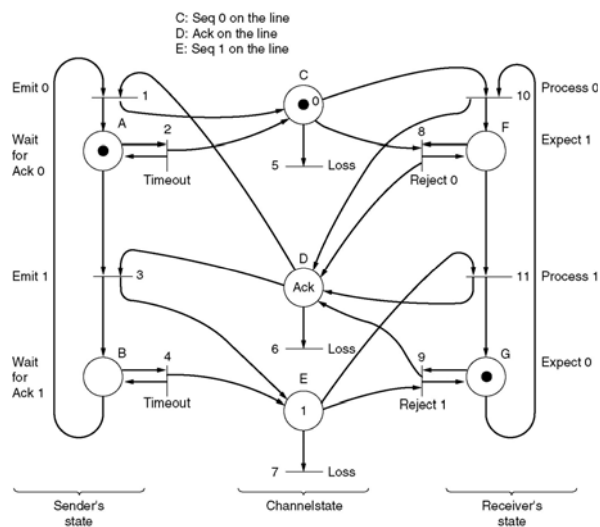 C: Seq 0 on the line
D: Ack on the line
E: Seq 1 on the line
C
Emit 0
1
0
10
Process 0
A
2
8
F
Wait
for
Ack 0
Expect 1
5
Loss
Timeout
Reject 0
D
Emit 1
3
Ack
11
Process 1
B
4
6
Loss
9
G
Wait
for
Ack 1
E
Expect 0
Timeout
1
Reject 1
7
Loss
Sender's
state
Channelstate
Receiver's
state